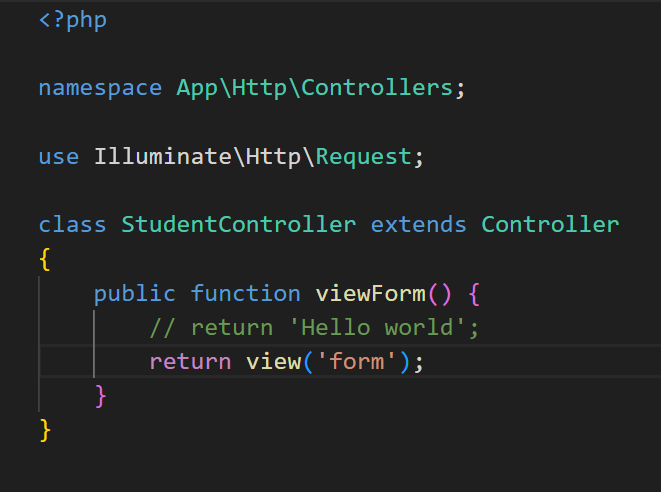 <?php
namespace App\Http\Controllers;
use Illuminate\Http\Request;
class StudentController extends Controller
{
    public function viewForm() {
        // return 'Hello world';
        return view('form');
    }
}